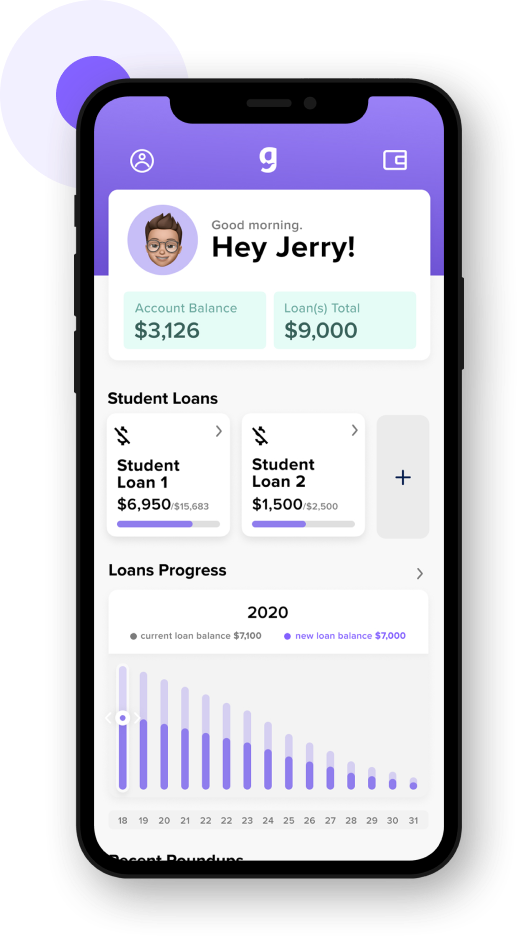 g
Good morning.
Hey Jerry!
Account Balance
$3,126
Loan(s) Total
$9,000
Student Loans
Student
Loan 1
$6,950/$15,683
Student
Loan 2
$1,500/$2,500
+
Loans Progress
2020
current loan balance $7,100
new loan balance $7,000
18 19 20 21 22 22 23 24 25 26 27 28 29 30 31
Recent Roundups